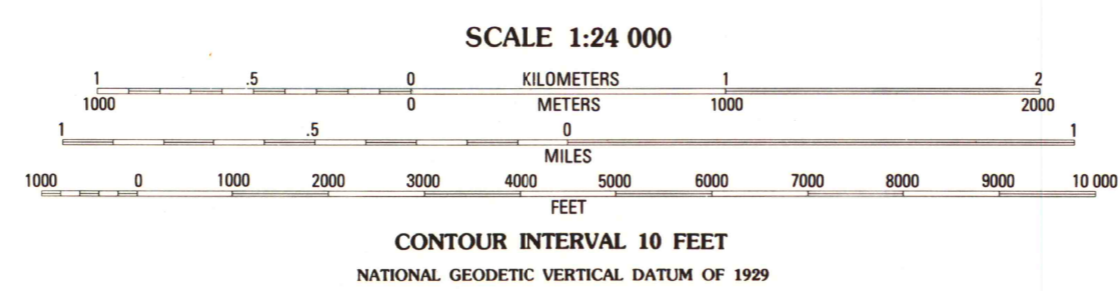 SCALE 1:24 000
1 .5 0 KILOMETERS 1 2
1000 0 METERS 1000 2000
1 .5 0 1
MILES
1000 0 1000 2000 3000 4000 5000 6000 7000 8000 9000 10 000
FEET
CONTOUR INTERVAL 10 FEET
NATIONAL GEODETIC VERTICAL DATUM OF 1929